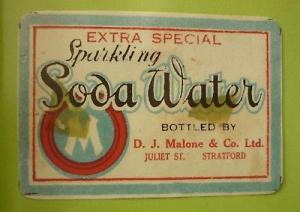 EXTRA SPECIAL
Sparkling
Soda Water
M
BOTTLED BY
D. J. Malone & Co. Ltd.
JULIET ST. STRATFORD